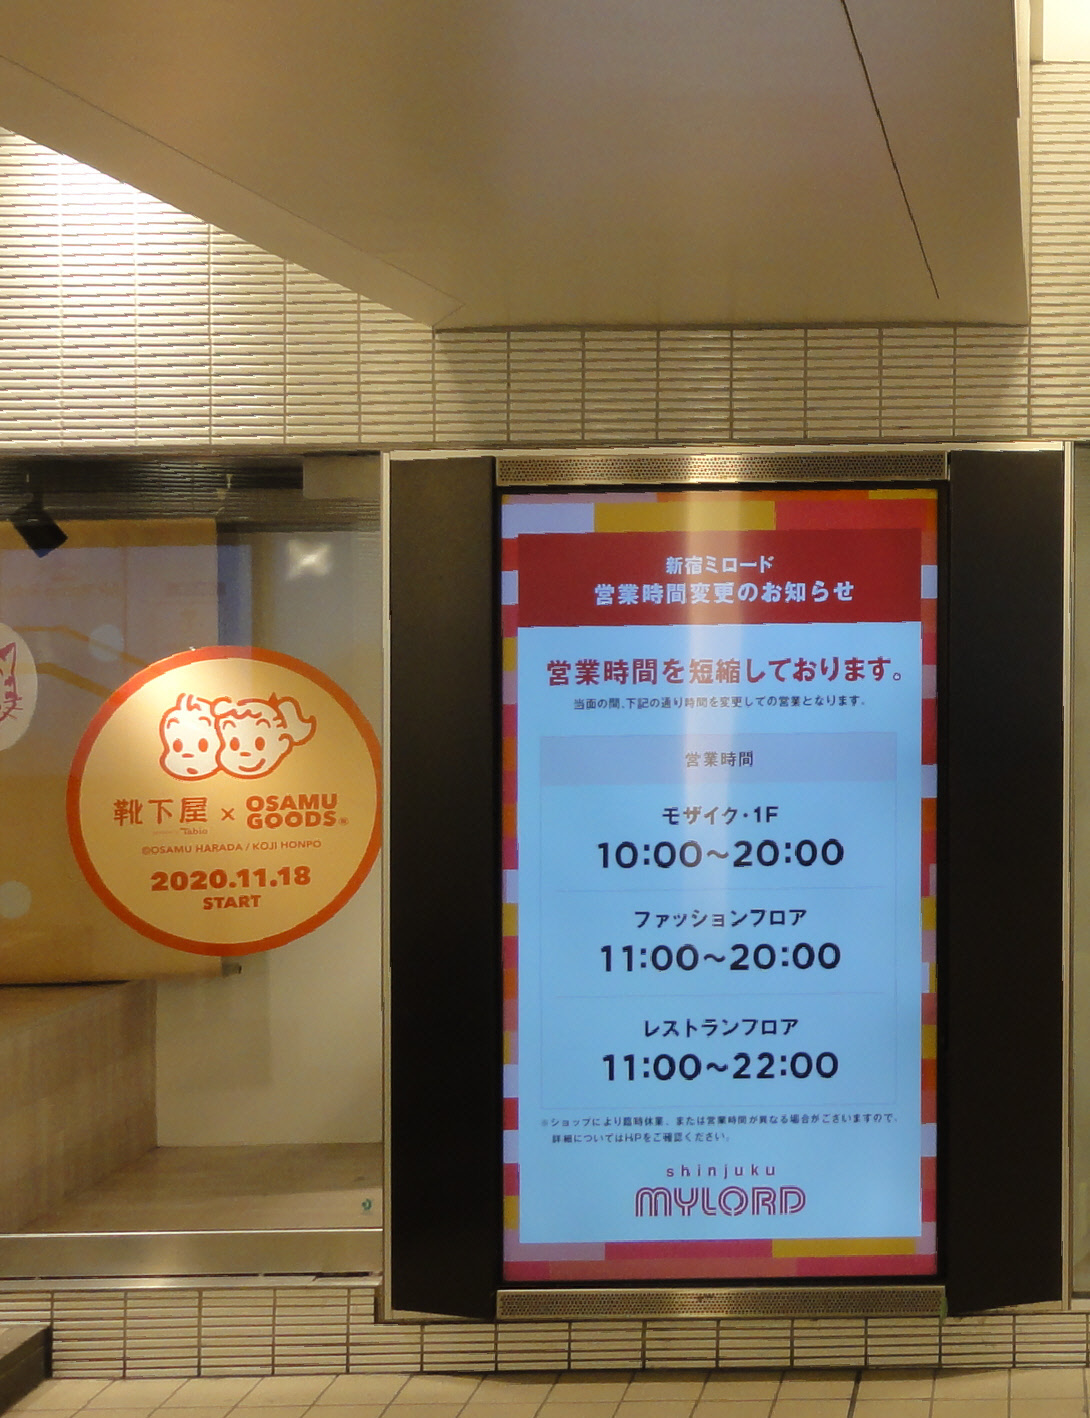 靴下屋 × OSAMU GOODS®
Tabio
©OSAMU HARADA / KOJI HONPO
2020.11.18
START
新宿ミロード
営業時間変更のお知らせ
営業時間を短縮しております。
当面の間、下記の通り時間を変更しての営業となります。
営業時間
モザイク・1F
10:00~20:00
ファッションフロア
11:00~20:00
レストランフロア
11:00~22:00
※ショップにより臨時休業、または営業時間が異なる場合がございますので、
詳細についてはHPをご確認ください。
shinjuku
MYLORD